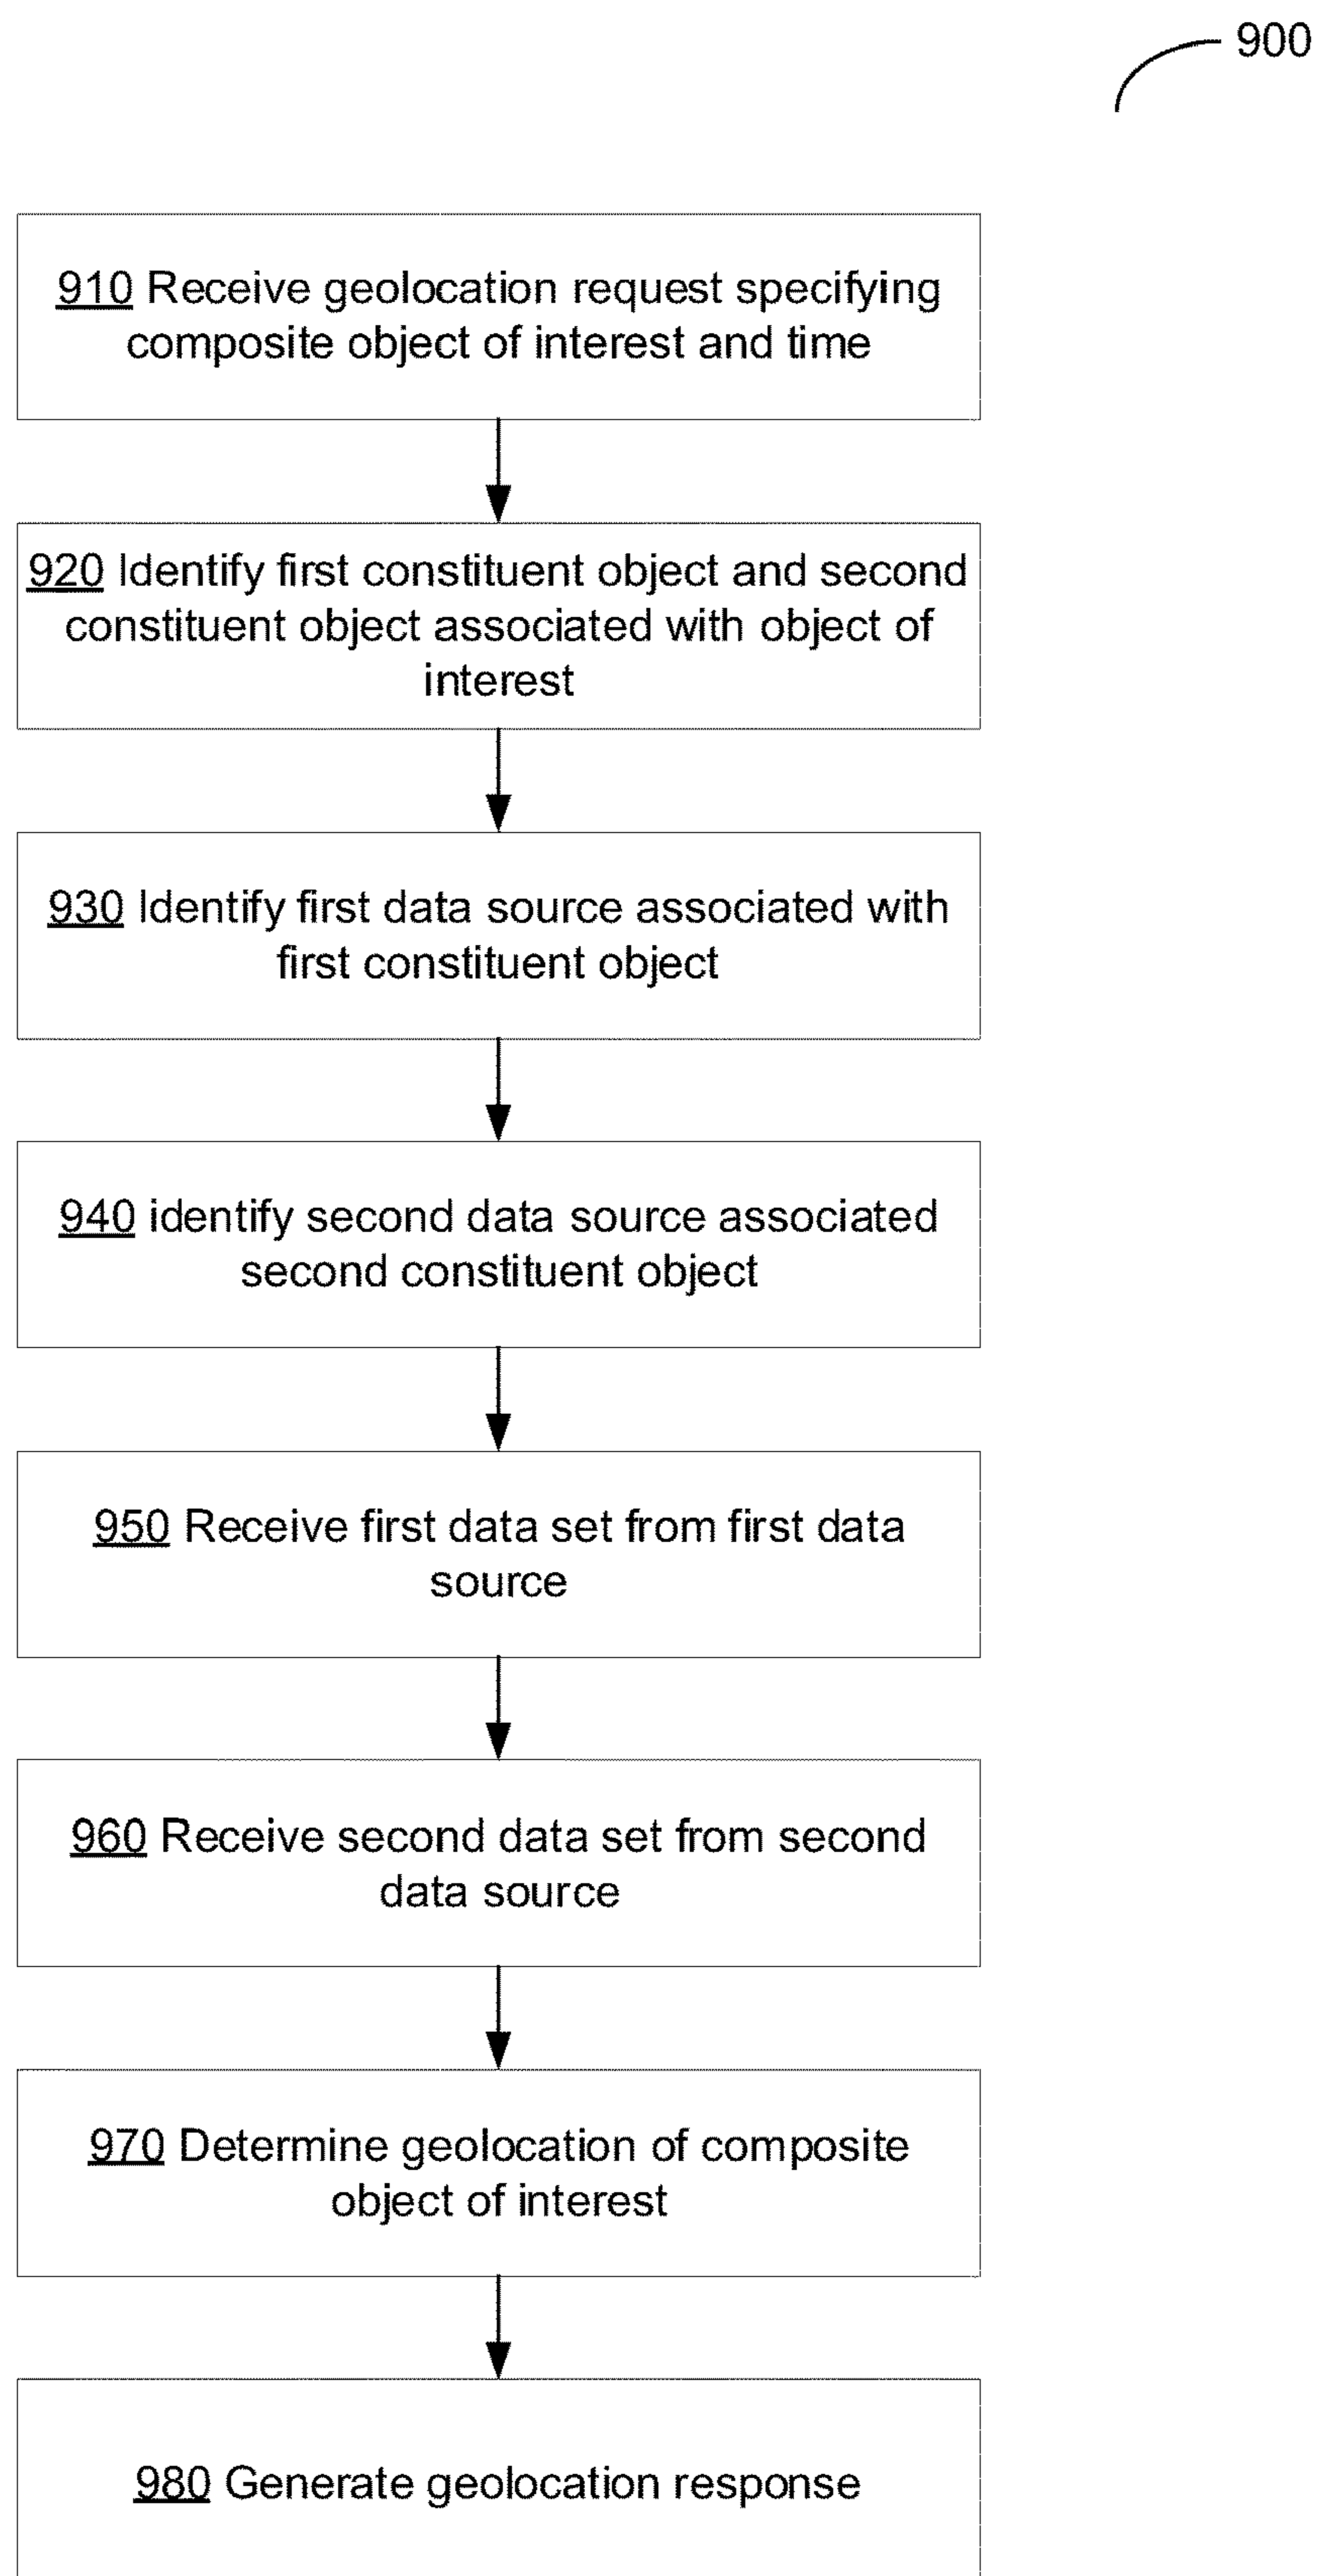 900
910 Receive geolocation request specifying
composite object of interest and time
920 Identify first constituent object and second
constituent object associated with object of
interest
930 Identify first data source associated with
first constituent object
940 identify second data source associated
second constituent object
950 Receive first data set from first data
source
960 Receive second data set from second
data source
970 Determine geolocation of composite
object of interest
980 Generate geolocation response